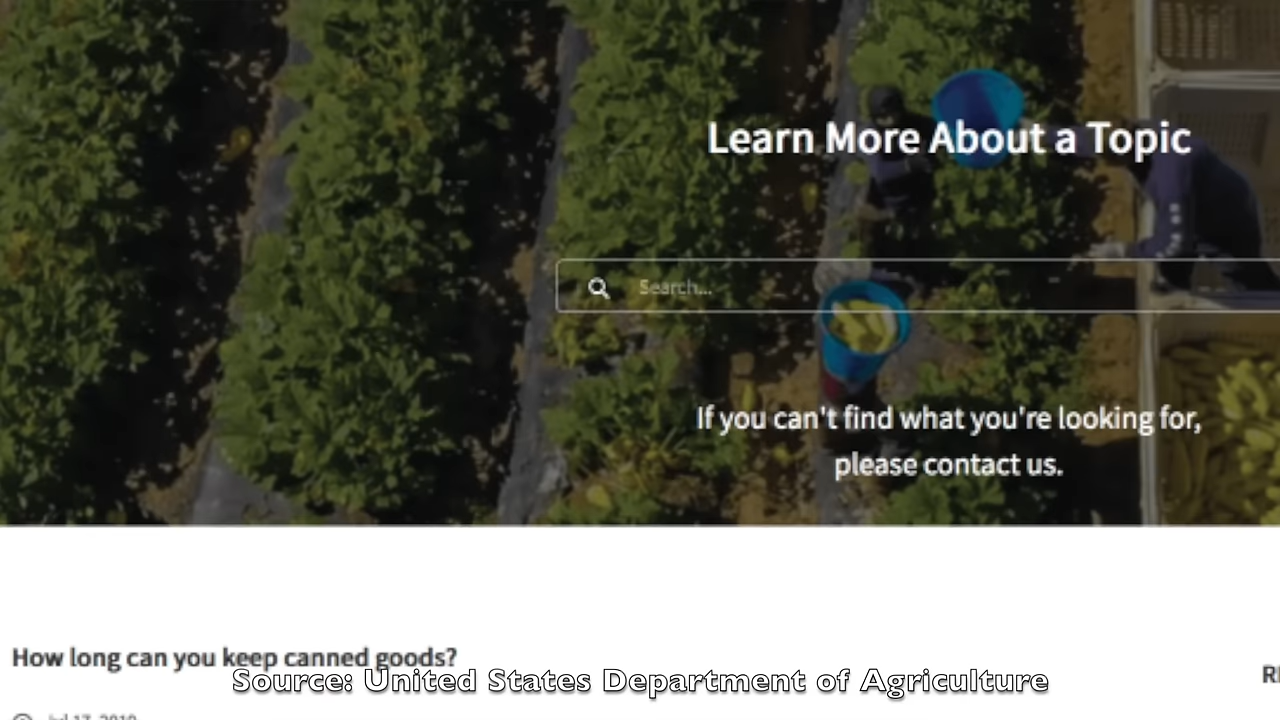 Learn More About a Topic
Search...
If you can't find what you're looking for,
please contact us.
How long can you keep canned goods?
Source: United States Department of Agriculture